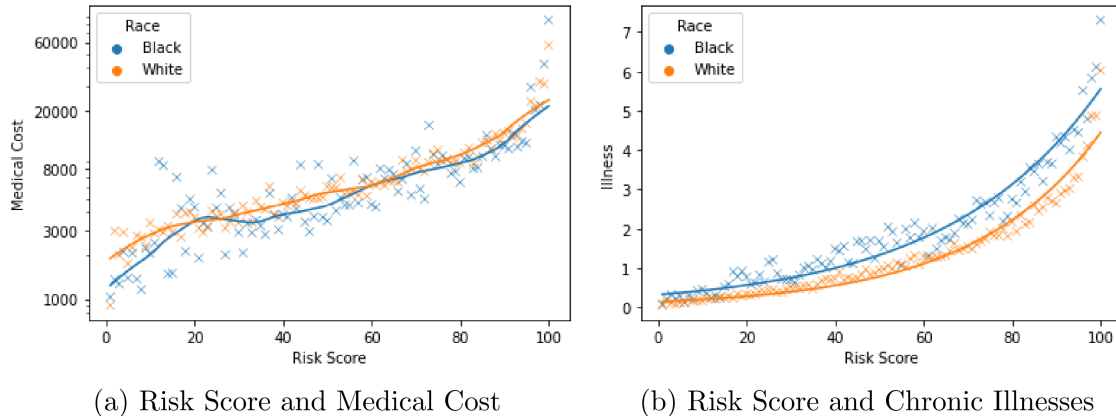 Race
Black
White
60000
20000
8000
3000
1000
Medical Cost
0 20 40 60 80 100
Risk Score
(a) Risk Score and Medical Cost
Race
Black
White
7
6
5
4
3
2
1
0
Illness
0 20 40 60 80 100
Risk Score
(b) Risk Score and Chronic Illnesses